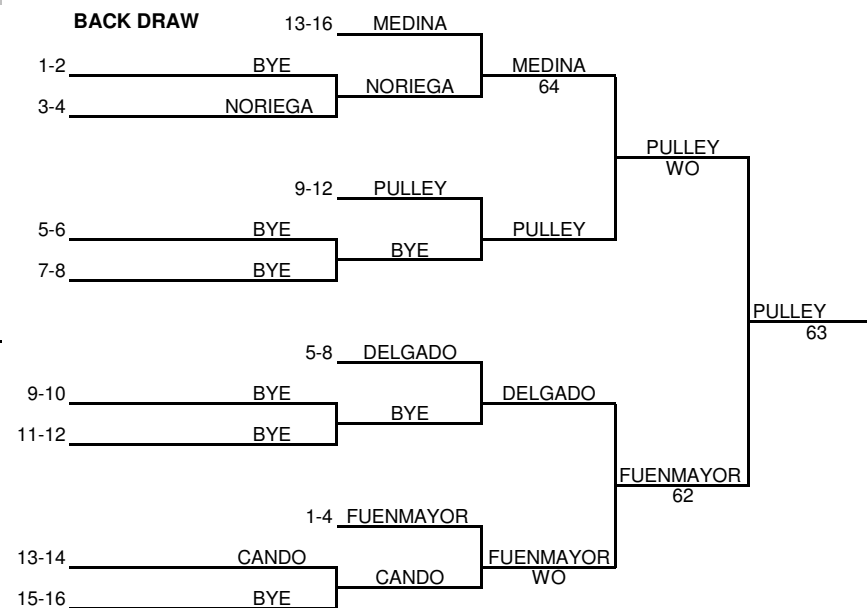 BACK DRAW
13-16 MEDINA
1-2 BYE
MEDINA
64
NORIEGA
3-4 NORIEGA
PULLEY
WO
9-12 PULLEY
5-6 BYE
PULLEY
BYE
7-8 BYE
PULLEY
63
5-8 DELGADO
9-10 BYE
DELGADO
BYE
11-12 BYE
FUENMAYOR
62
1-4 FUENMAYOR
13-14 CANDO
FUENMAYOR
WO
CANDO
15-16 BYE